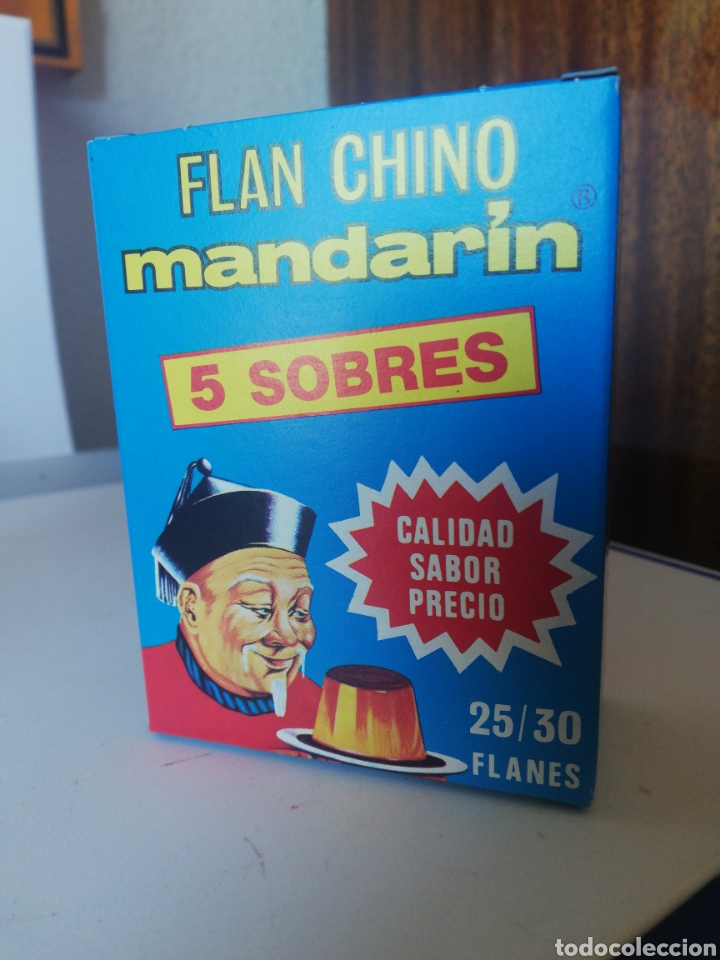 FLAN CHINO
mandarín ®
5 SOBRES
CALIDAD
SABOR
PRECIO
25/30
FLANES
todocoleccion